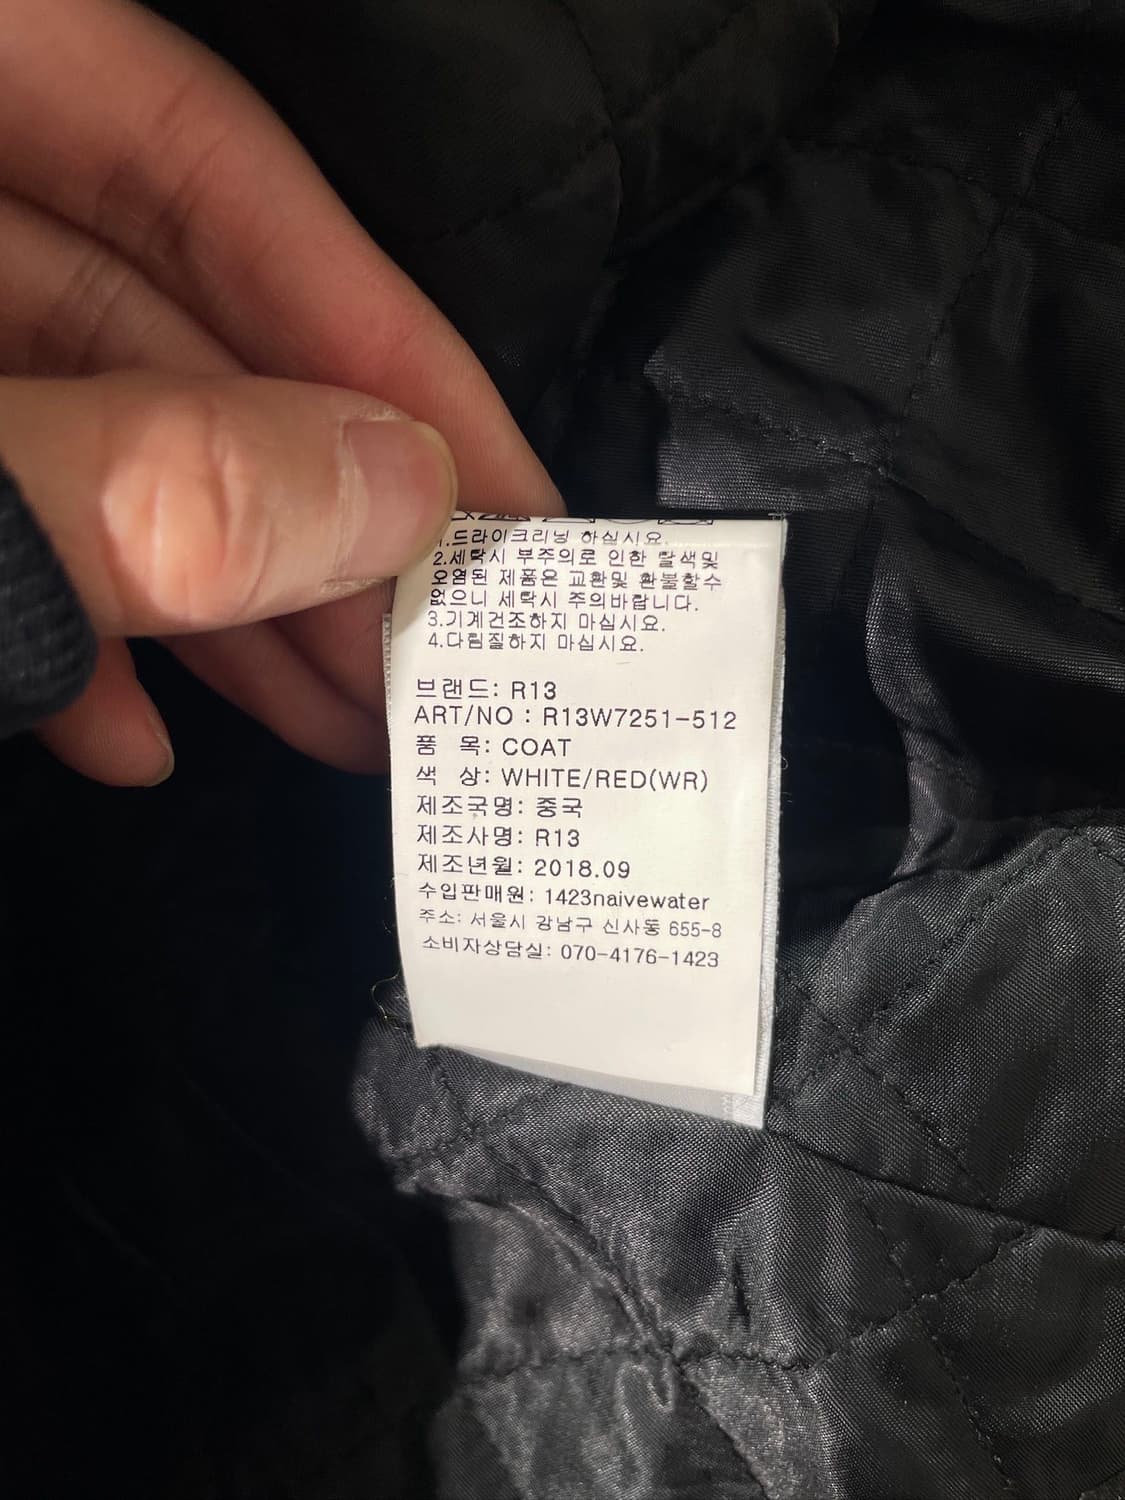 1.드라이크리닝 하십시요.
2.세탁시 부주의로 인한 탈색및
오염된 제품은 교환및 환불할수
없으니 세탁시 주의바랍니다.
3.기계건조하지 마십시요.
4.다림질하지 마십시요.
브랜드: R13
ART/NO : R13W7251-512
품 목: COAT
색 상: WHITE/RED(WR)
제조국명: 중국
제조사명: R13
제조년월: 2018.09
수입판매원: 1423naivewater
주소: 서울시 강남구 신사동 655-8
소비자상담실: 070-4176-1423